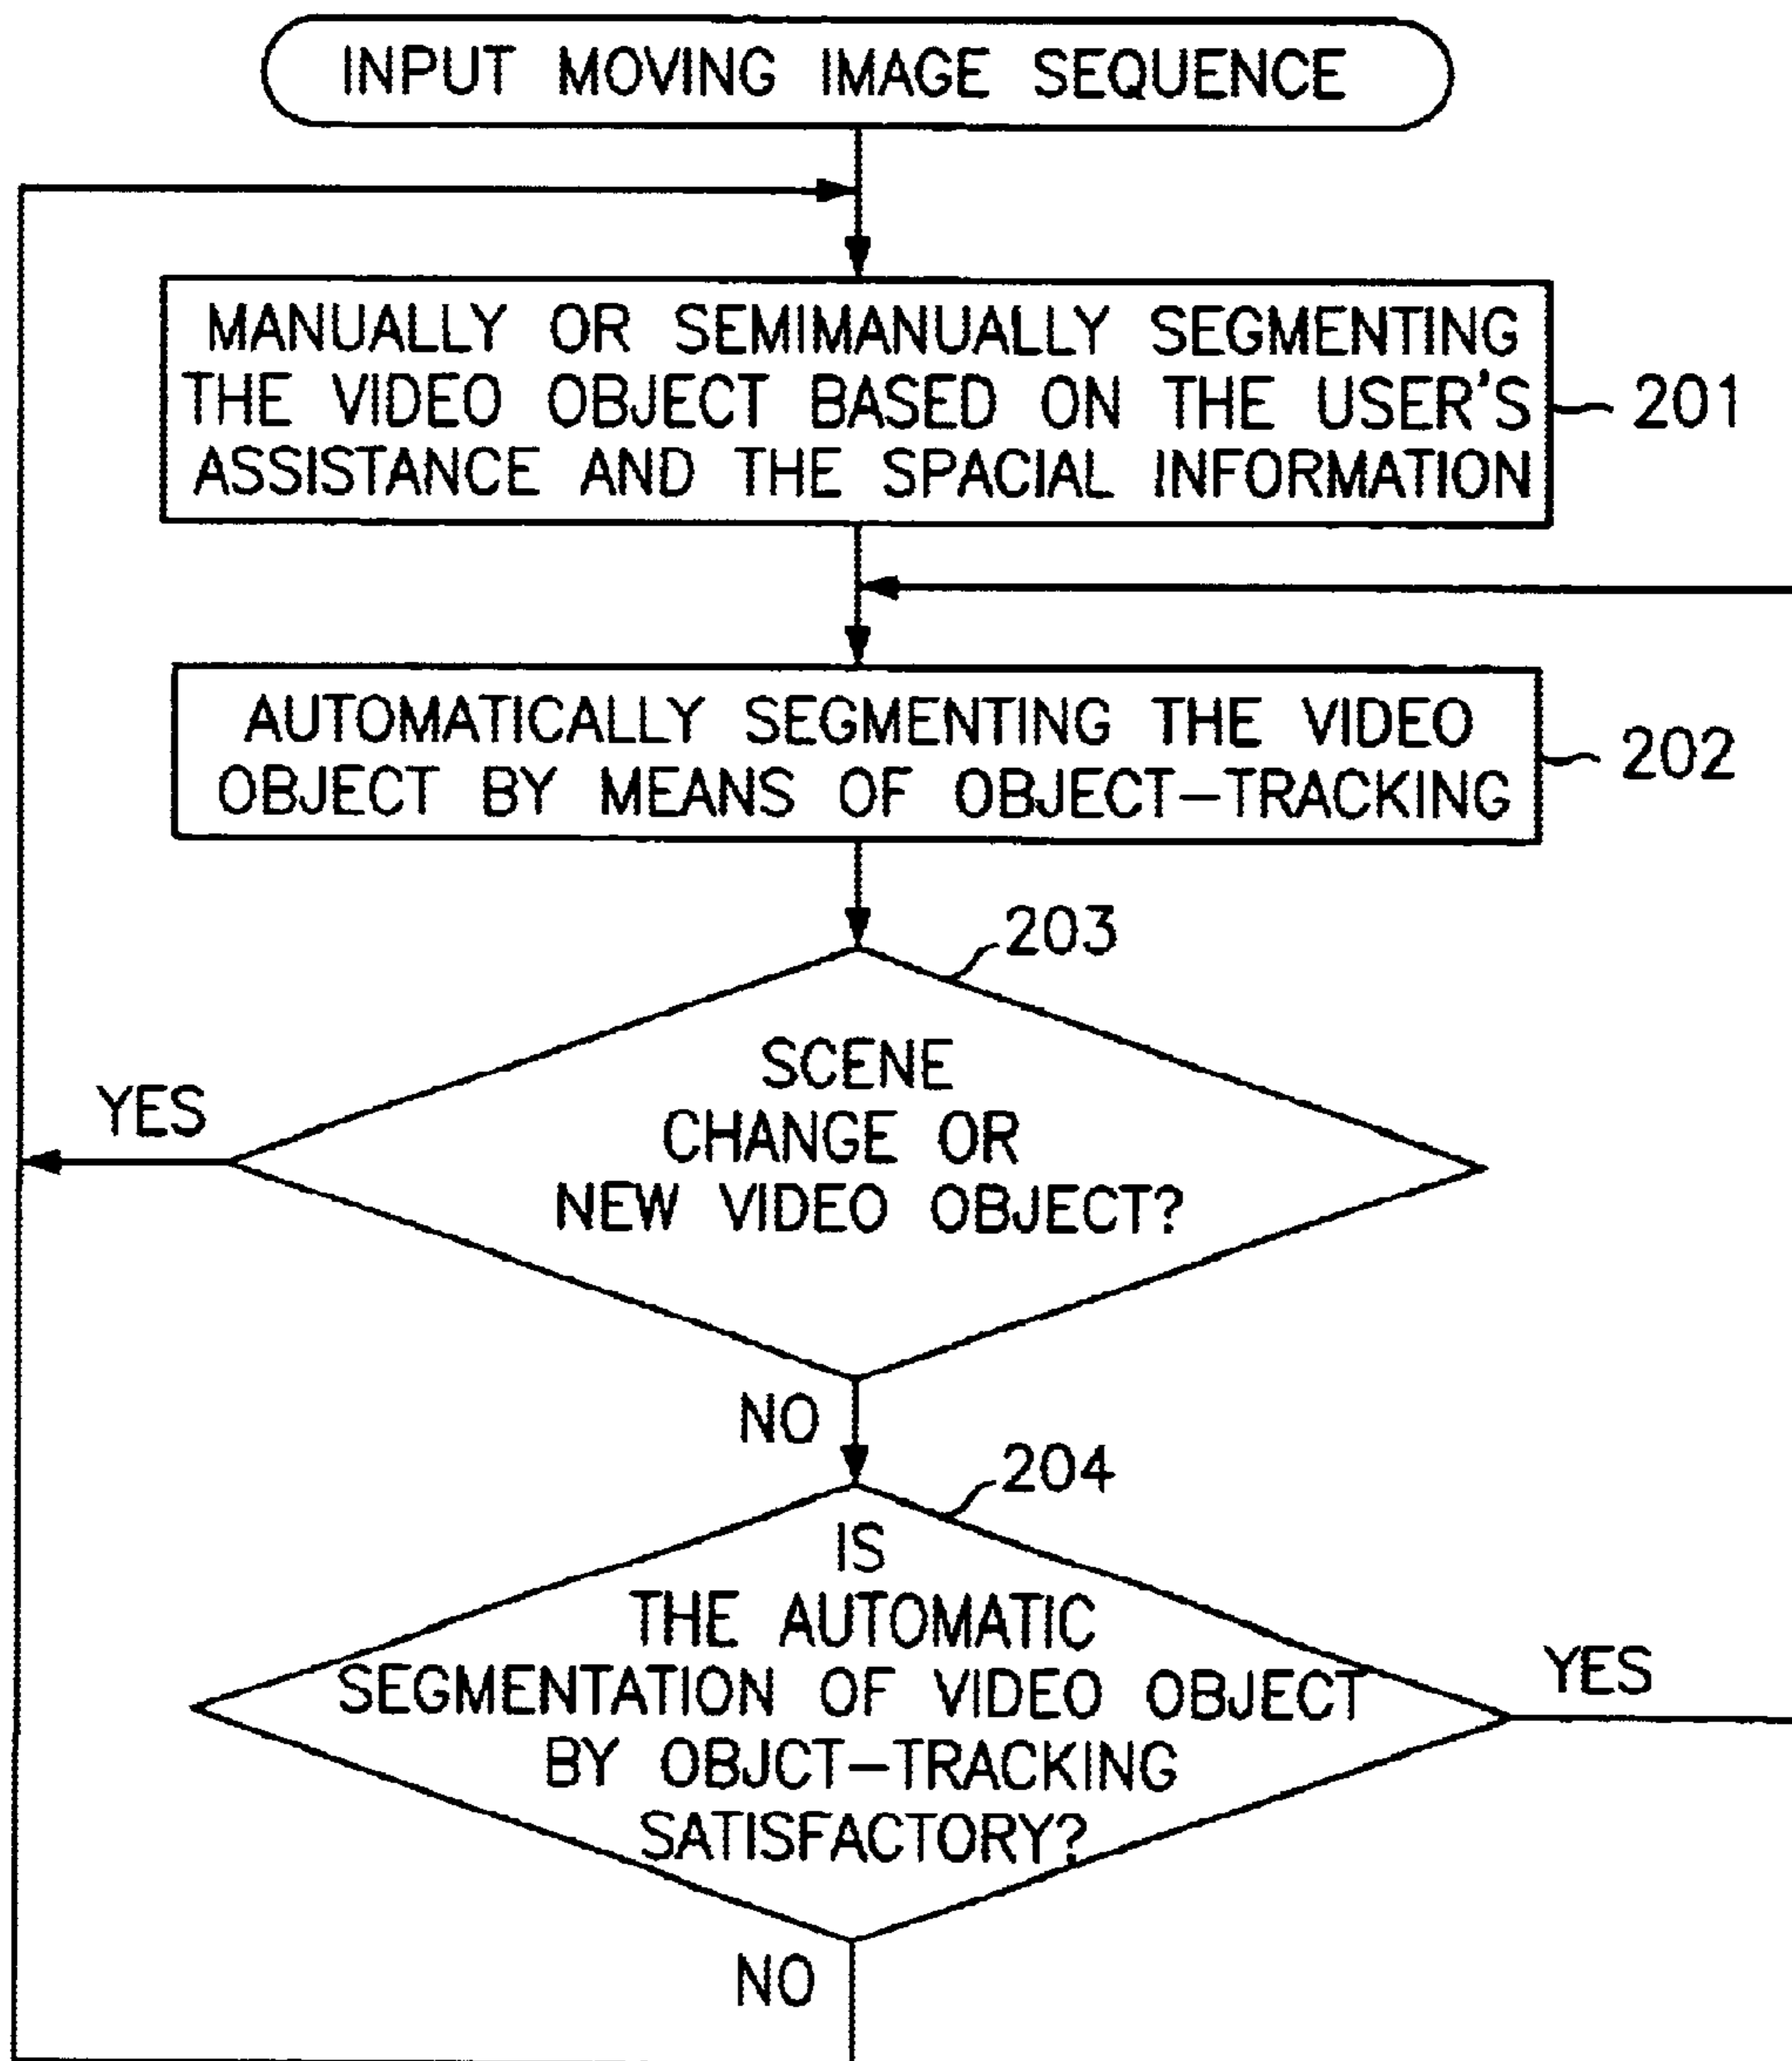 INPUT MOVING IMAGE SEQUENCE
MANUALLY OR SEMIMANUALLY SEGMENTING
THE VIDEO OBJECT BASED ON THE USER'S
ASSISTANCE AND THE SPACIAL INFORMATION
201
AUTOMATICALLY SEGMENTING THE VIDEO
OBJECT BY MEANS OF OBJECT-TRACKING
202
203
SCENE
CHANGE OR
NEW VIDEO OBJECT?
YES
NO
204
IS
THE AUTOMATIC
SEGMENTATION OF VIDEO OBJECT
BY OBJCT-TRACKING
SATISFACTORY?
YES
NO